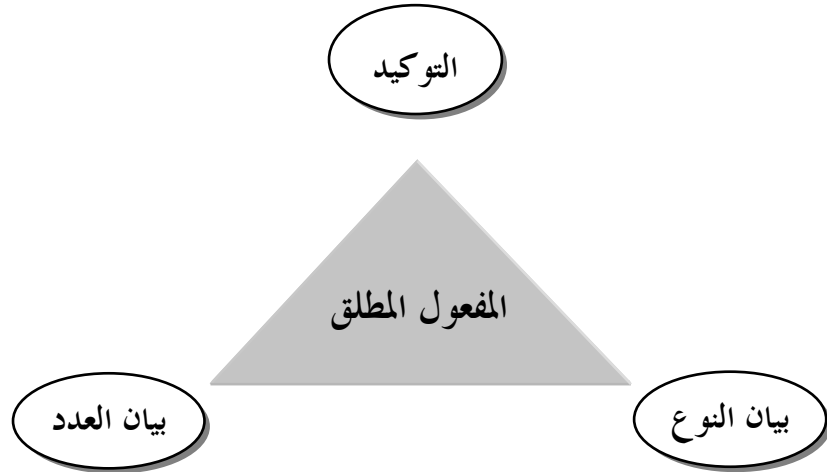 التوكيد
المفعول المطلق
بيان النوع
بيان العدد